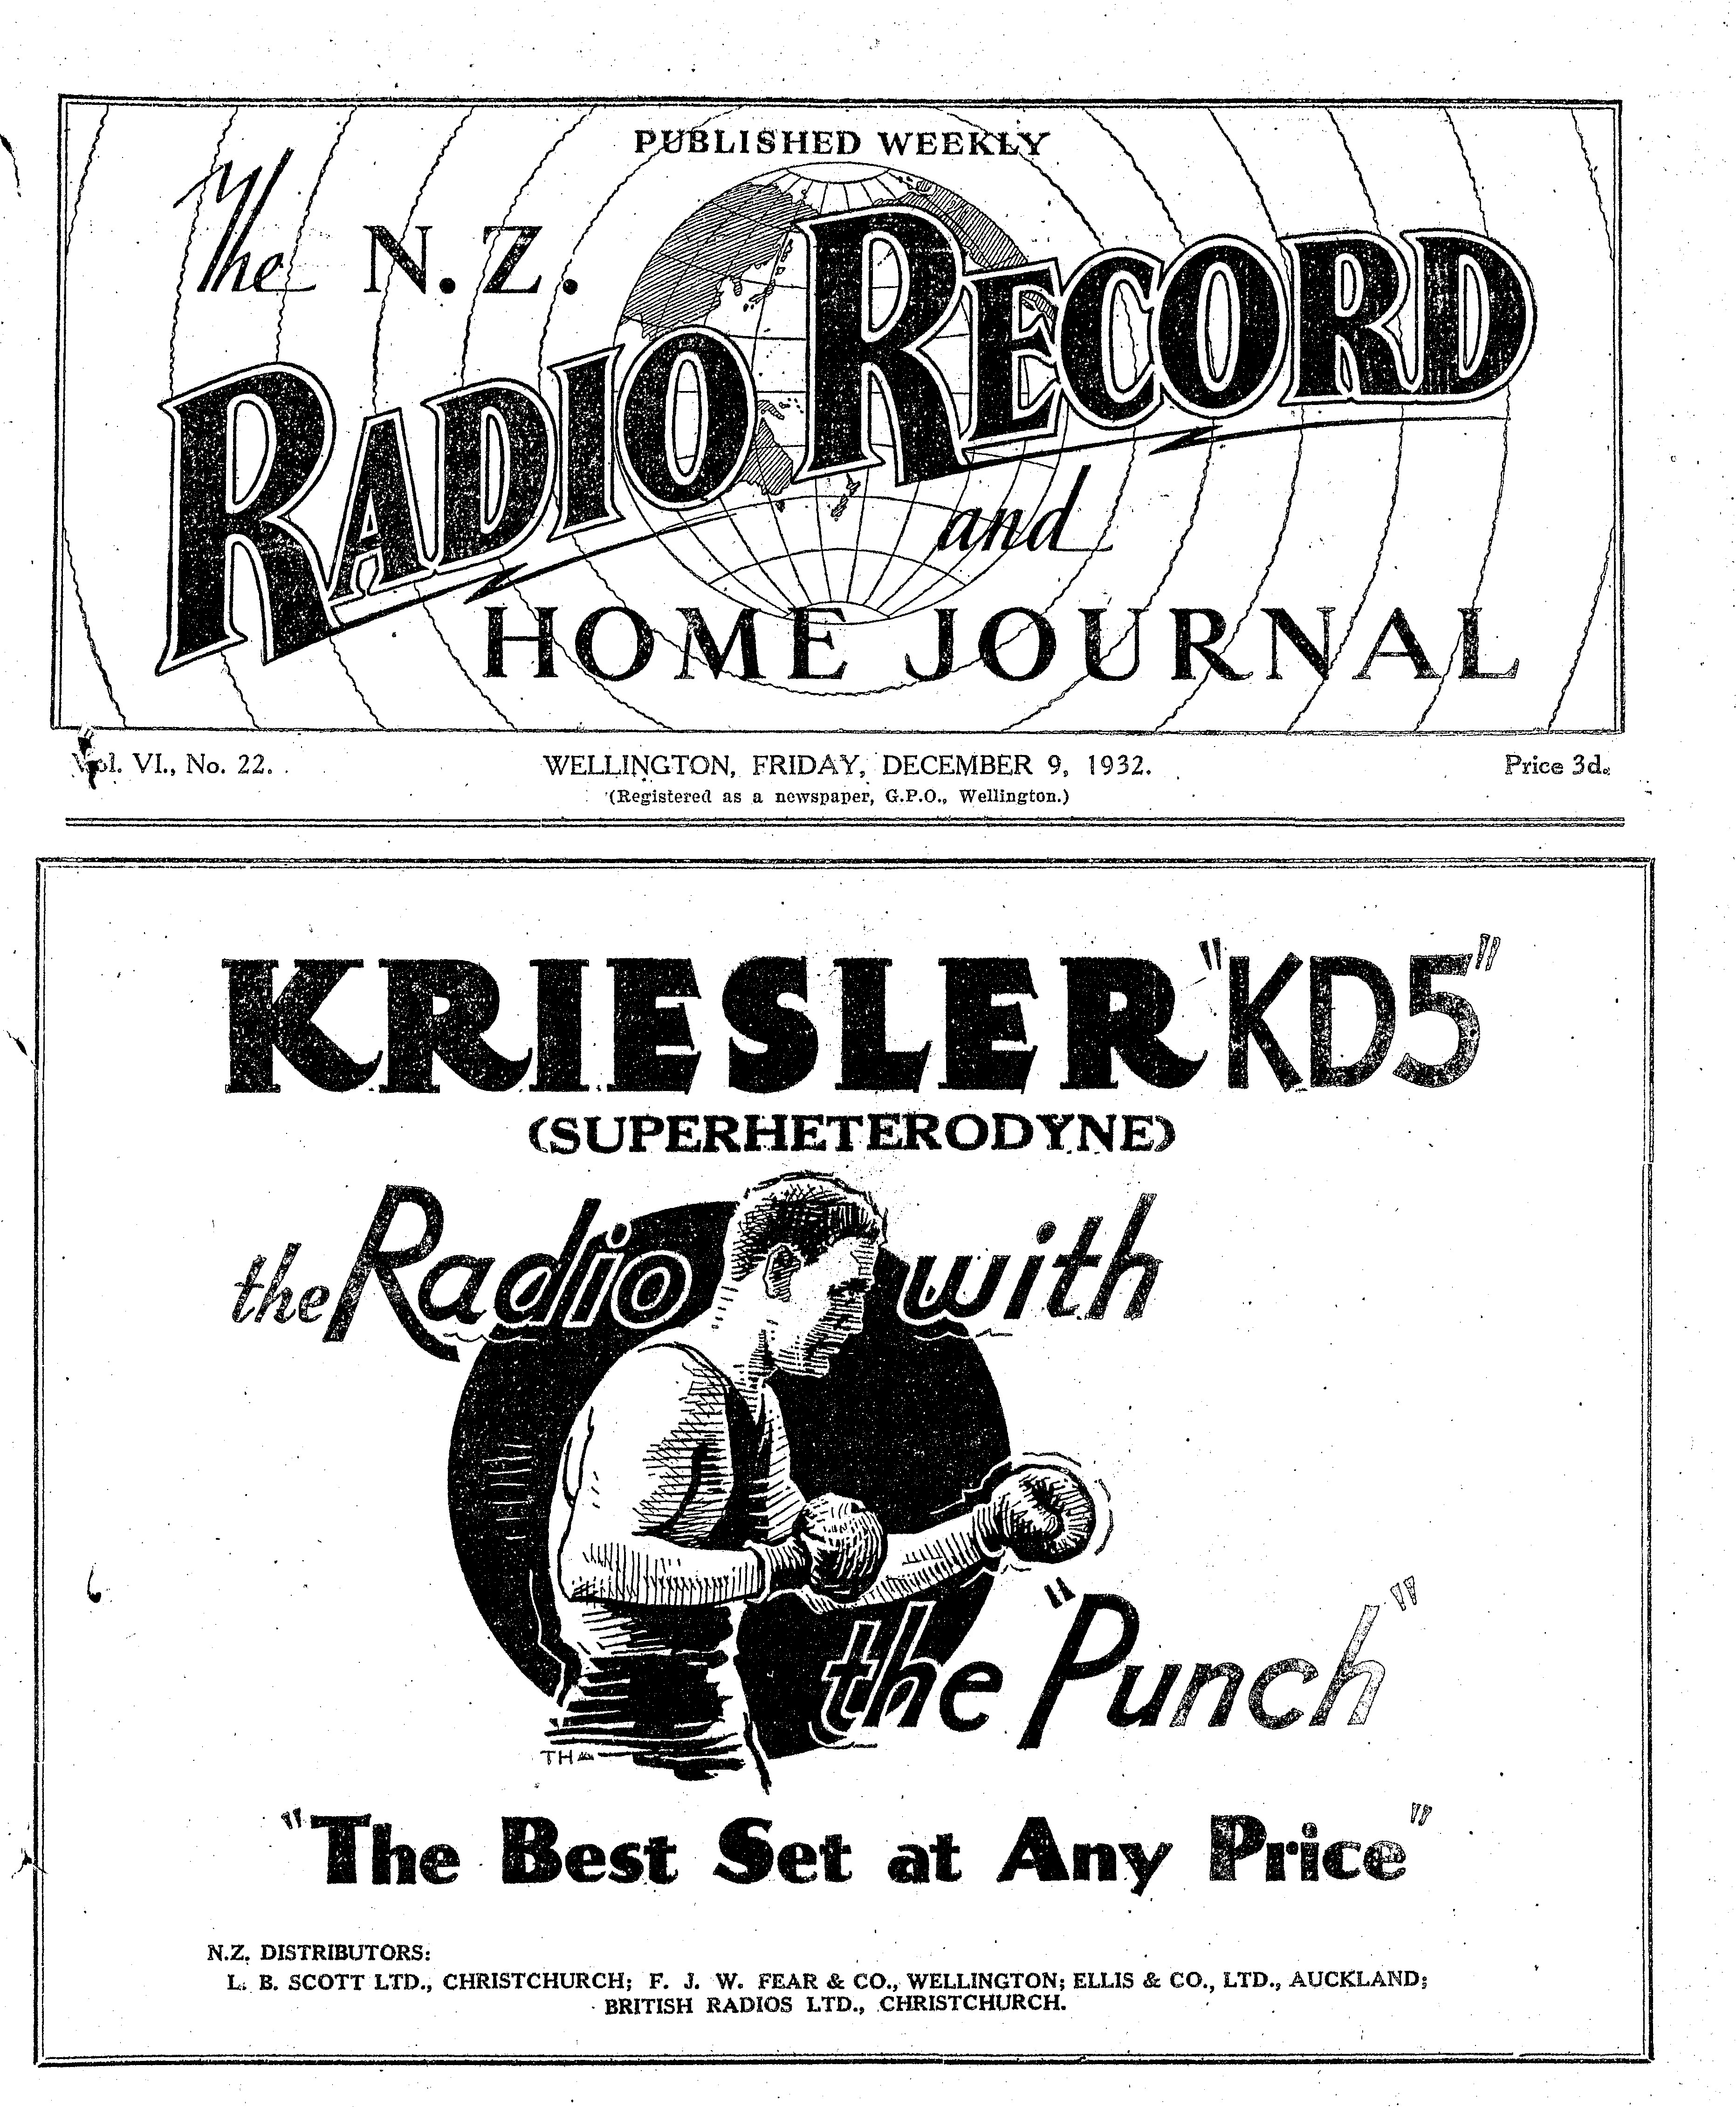 PUBLISHED WEEKLY
The N.Z.
RADIO RECORD
and
HOME JOURNAL
Vol. VI., No. 22.
WELLINGTON, FRIDAY, DECEMBER 9, 1932.
Price 3d.
(Registered as a newspaper, G.P.O., Wellington.)
KRIESLER "KD5"
(SUPERHETERODYNE)
the Radio with
the "Punch"
TH
"The Best Set at Any Price"
N.Z. DISTRIBUTORS:
L. B. SCOTT LTD., CHRISTCHURCH; F. J. W. FEAR & CO., WELLINGTON; ELLIS & CO., LTD., AUCKLAND;
BRITISH RADIOS LTD., CHRISTCHURCH.